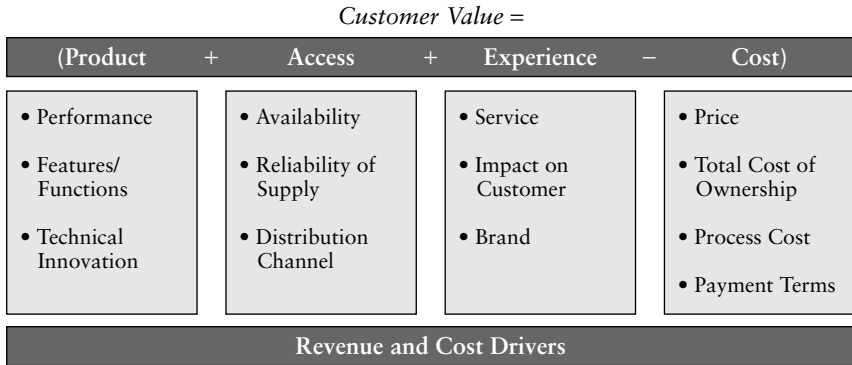 Customer Value =
(Product + Access + Experience – Cost)
• Performance
• Features/
Functions
• Technical
Innovation
• Availability
• Reliability of
Supply
• Distribution
Channel
• Service
• Impact on
Customer
• Brand
• Price
• Total Cost of
Ownership
• Process Cost
• Payment Terms
Revenue and Cost Drivers